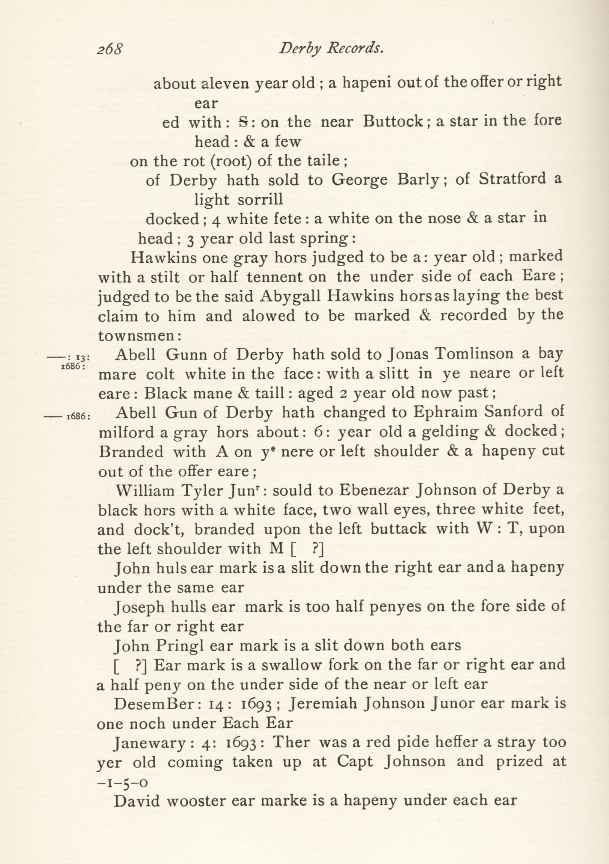 268 Derby Records.
about aleven year old ; a hapeni out of the offer or right
ear
ed with : S : on the near Buttock ; a star in the fore
head : & a few
on the rot (root) of the taile ;
of Derby hath sold to George Barly ; of Stratford a
light sorrill
docked ; 4 white fete : a white on the nose & a star in
head ; 3 year old last spring :
Hawkins one gray hors judged to be a : year old ; marked
with a stilt or half tennent on the under side of each Eare ;
judged to be the said Abygall Hawkins hors as laying the best
claim to him and alowed to be marked & recorded by the
townsmen :
— : 13 :
1686 :
Abell Gunn of Derby hath sold to Jonas Tomlinson a bay
mare colt white in the face : with a slitt in ye neare or left
eare : Black mane & taill : aged 2 year old now past ;
— 1686 :
Abell Gun of Derby hath changed to Ephraim Sanford of
milford a gray hors about : 6 : year old a gelding & docked ;
Branded with A on yᵉ nere or left shoulder & a hapeny cut
out of the offer eare ;
William Tyler Junʳ : sould to Ebenezar Johnson of Derby a
black hors with a white face, two wall eyes, three white feet,
and dock't, branded upon the left buttack with W : T, upon
the left shoulder with M [ ?]
John huls ear mark is a slit down the right ear and a hapeny
under the same ear
Joseph hulls ear mark is too half penyes on the fore side of
the far or right ear
John Pringl ear mark is a slit down both ears
[ ?] Ear mark is a swallow fork on the far or right ear and
a half peny on the under side of the near or left ear
DesemBer : 14 : 1693 ; Jeremiah Johnson Junor ear mark is
one noch under Each Ear
Janewary : 4 : 1693 : Ther was a red pide heffer a stray too
yer old coming taken up at Capt Johnson and prized at
-1-5-0
David wooster ear marke is a hapeny under each ear